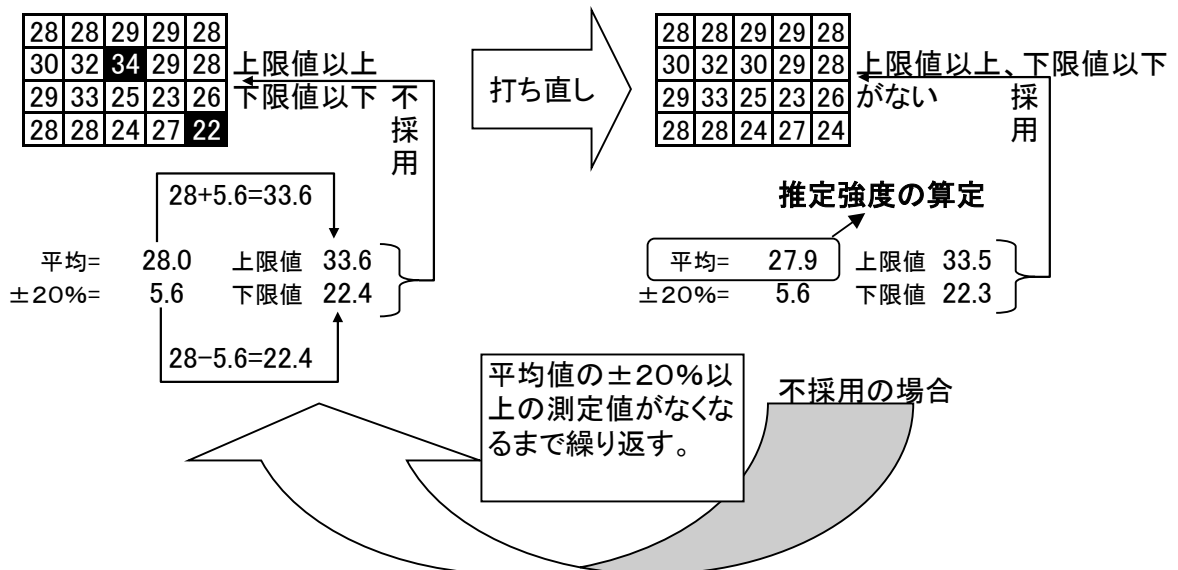 28 28 29 29 28
30 32 34 29 28
29 33 25 23 26
28 28 24 27 22
上限値以上
下限値以下
不採用
28+5.6=33.6
平均= 28.0 上限値 33.6
±20%= 5.6 下限値 22.4
28−5.6=22.4
打ち直し
28 28 29 29 28
30 32 30 29 28
29 33 25 23 26
28 28 24 27 24
上限値以上、下限値以下
がない
採用
推定強度の算定
平均= 27.9 上限値 33.5
±20%= 5.6 下限値 22.3
平均値の±20%以
上の測定値がなくな
るまで繰り返す。
不採用の場合